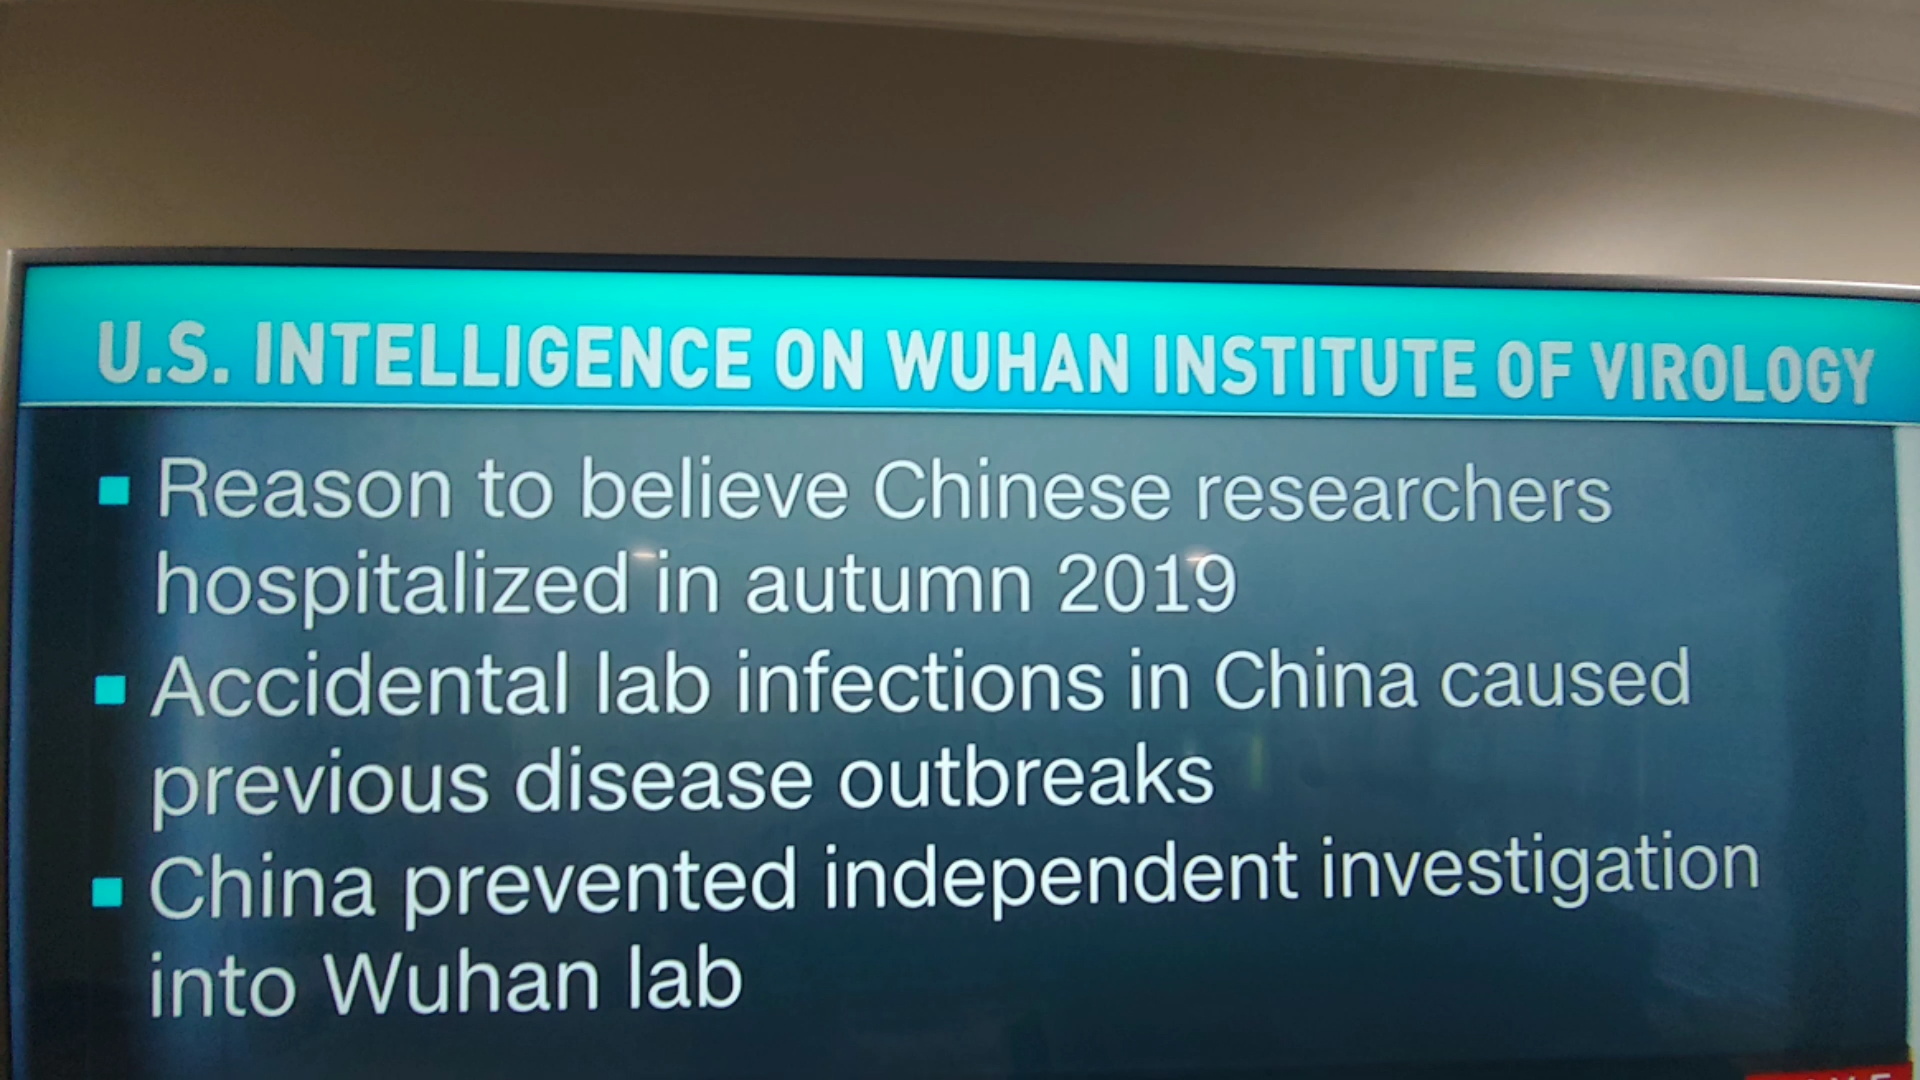 U.S. INTELLIGENCE ON WUHAN INSTITUTE OF VIROLOGY
▪ Reason to believe Chinese researchers
hospitalized in autumn 2019
▪ Accidental lab infections in China caused
previous disease outbreaks
▪ China prevented independent investigation
into Wuhan lab